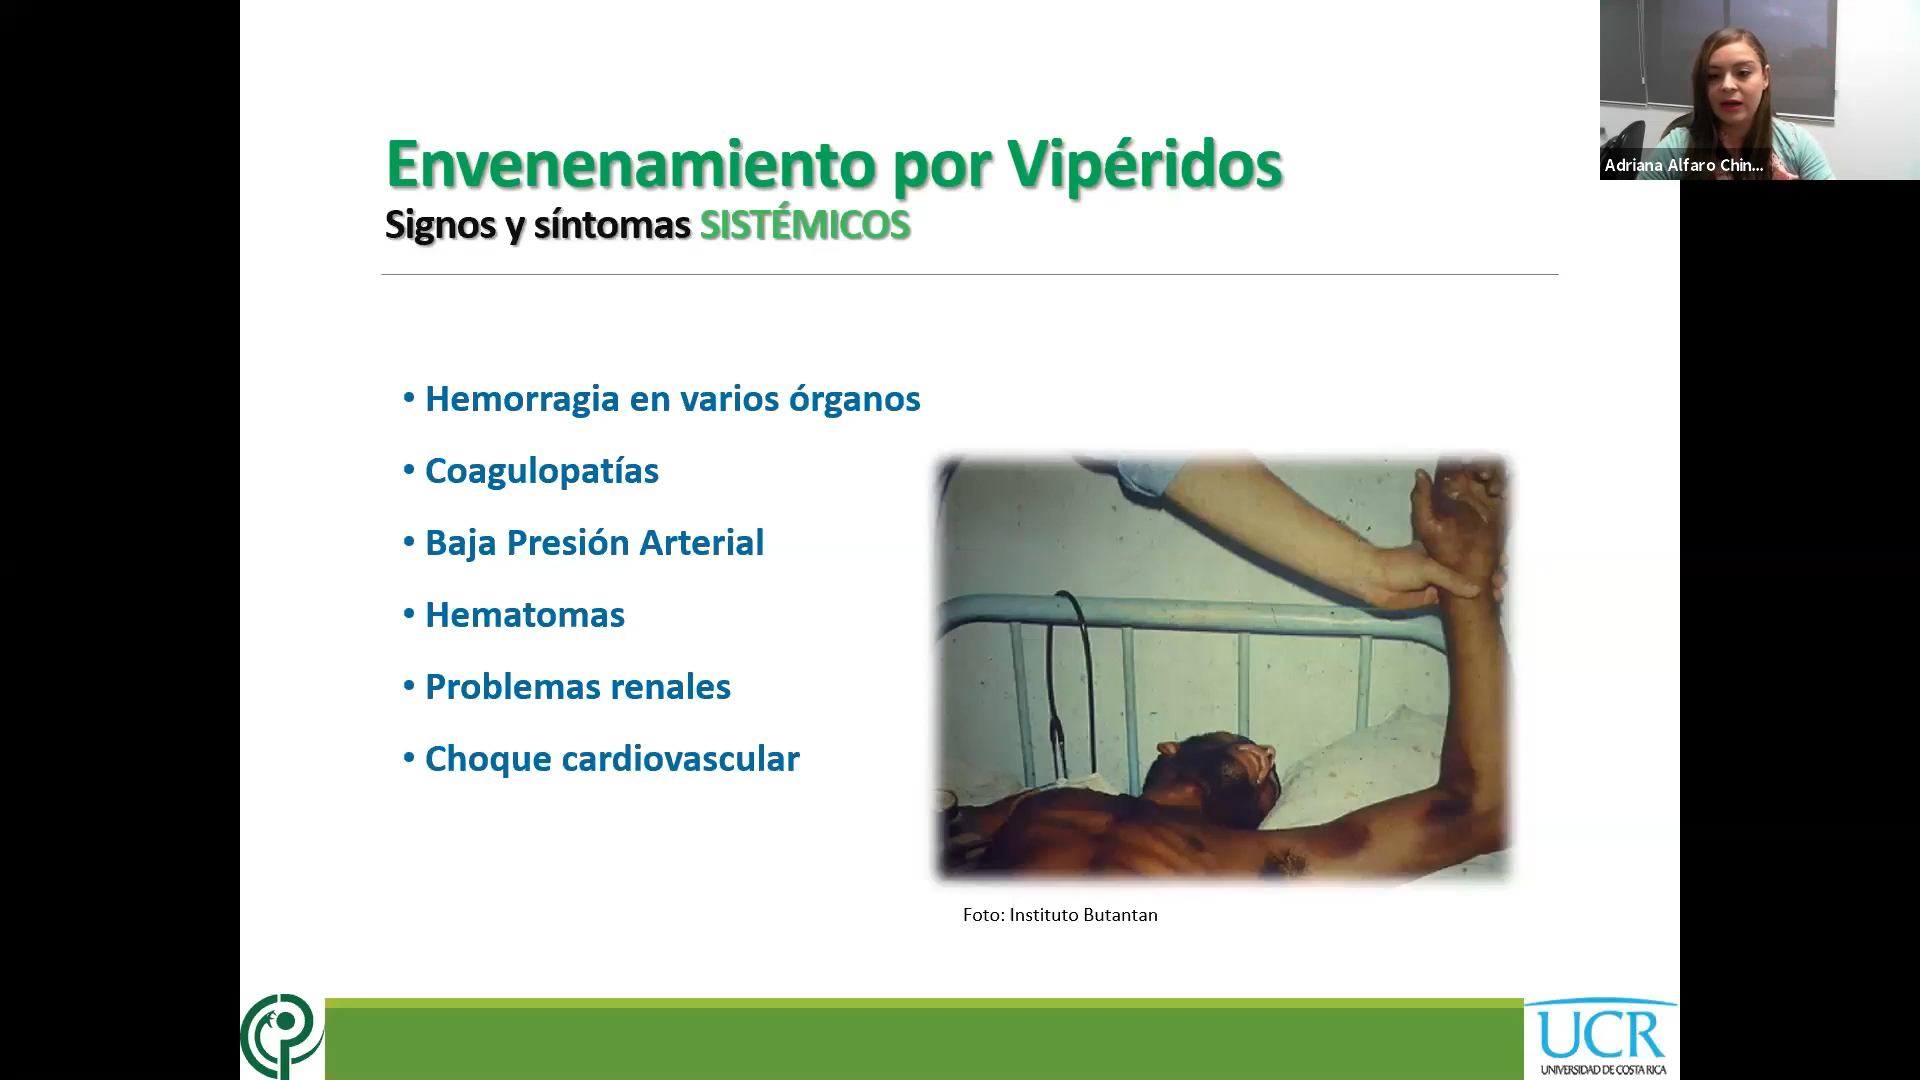 Envenenamiento por Vipéridos
Signos y síntomas SISTÉMICOS
• Hemorragia en varios órganos
• Coagulopatías
• Baja Presión Arterial
• Hematomas
• Problemas renales
• Choque cardiovascular
Foto: Instituto Butantan
Adriana Alfaro Chin...
UCR
UNIVERSIDAD DE COSTA RICA